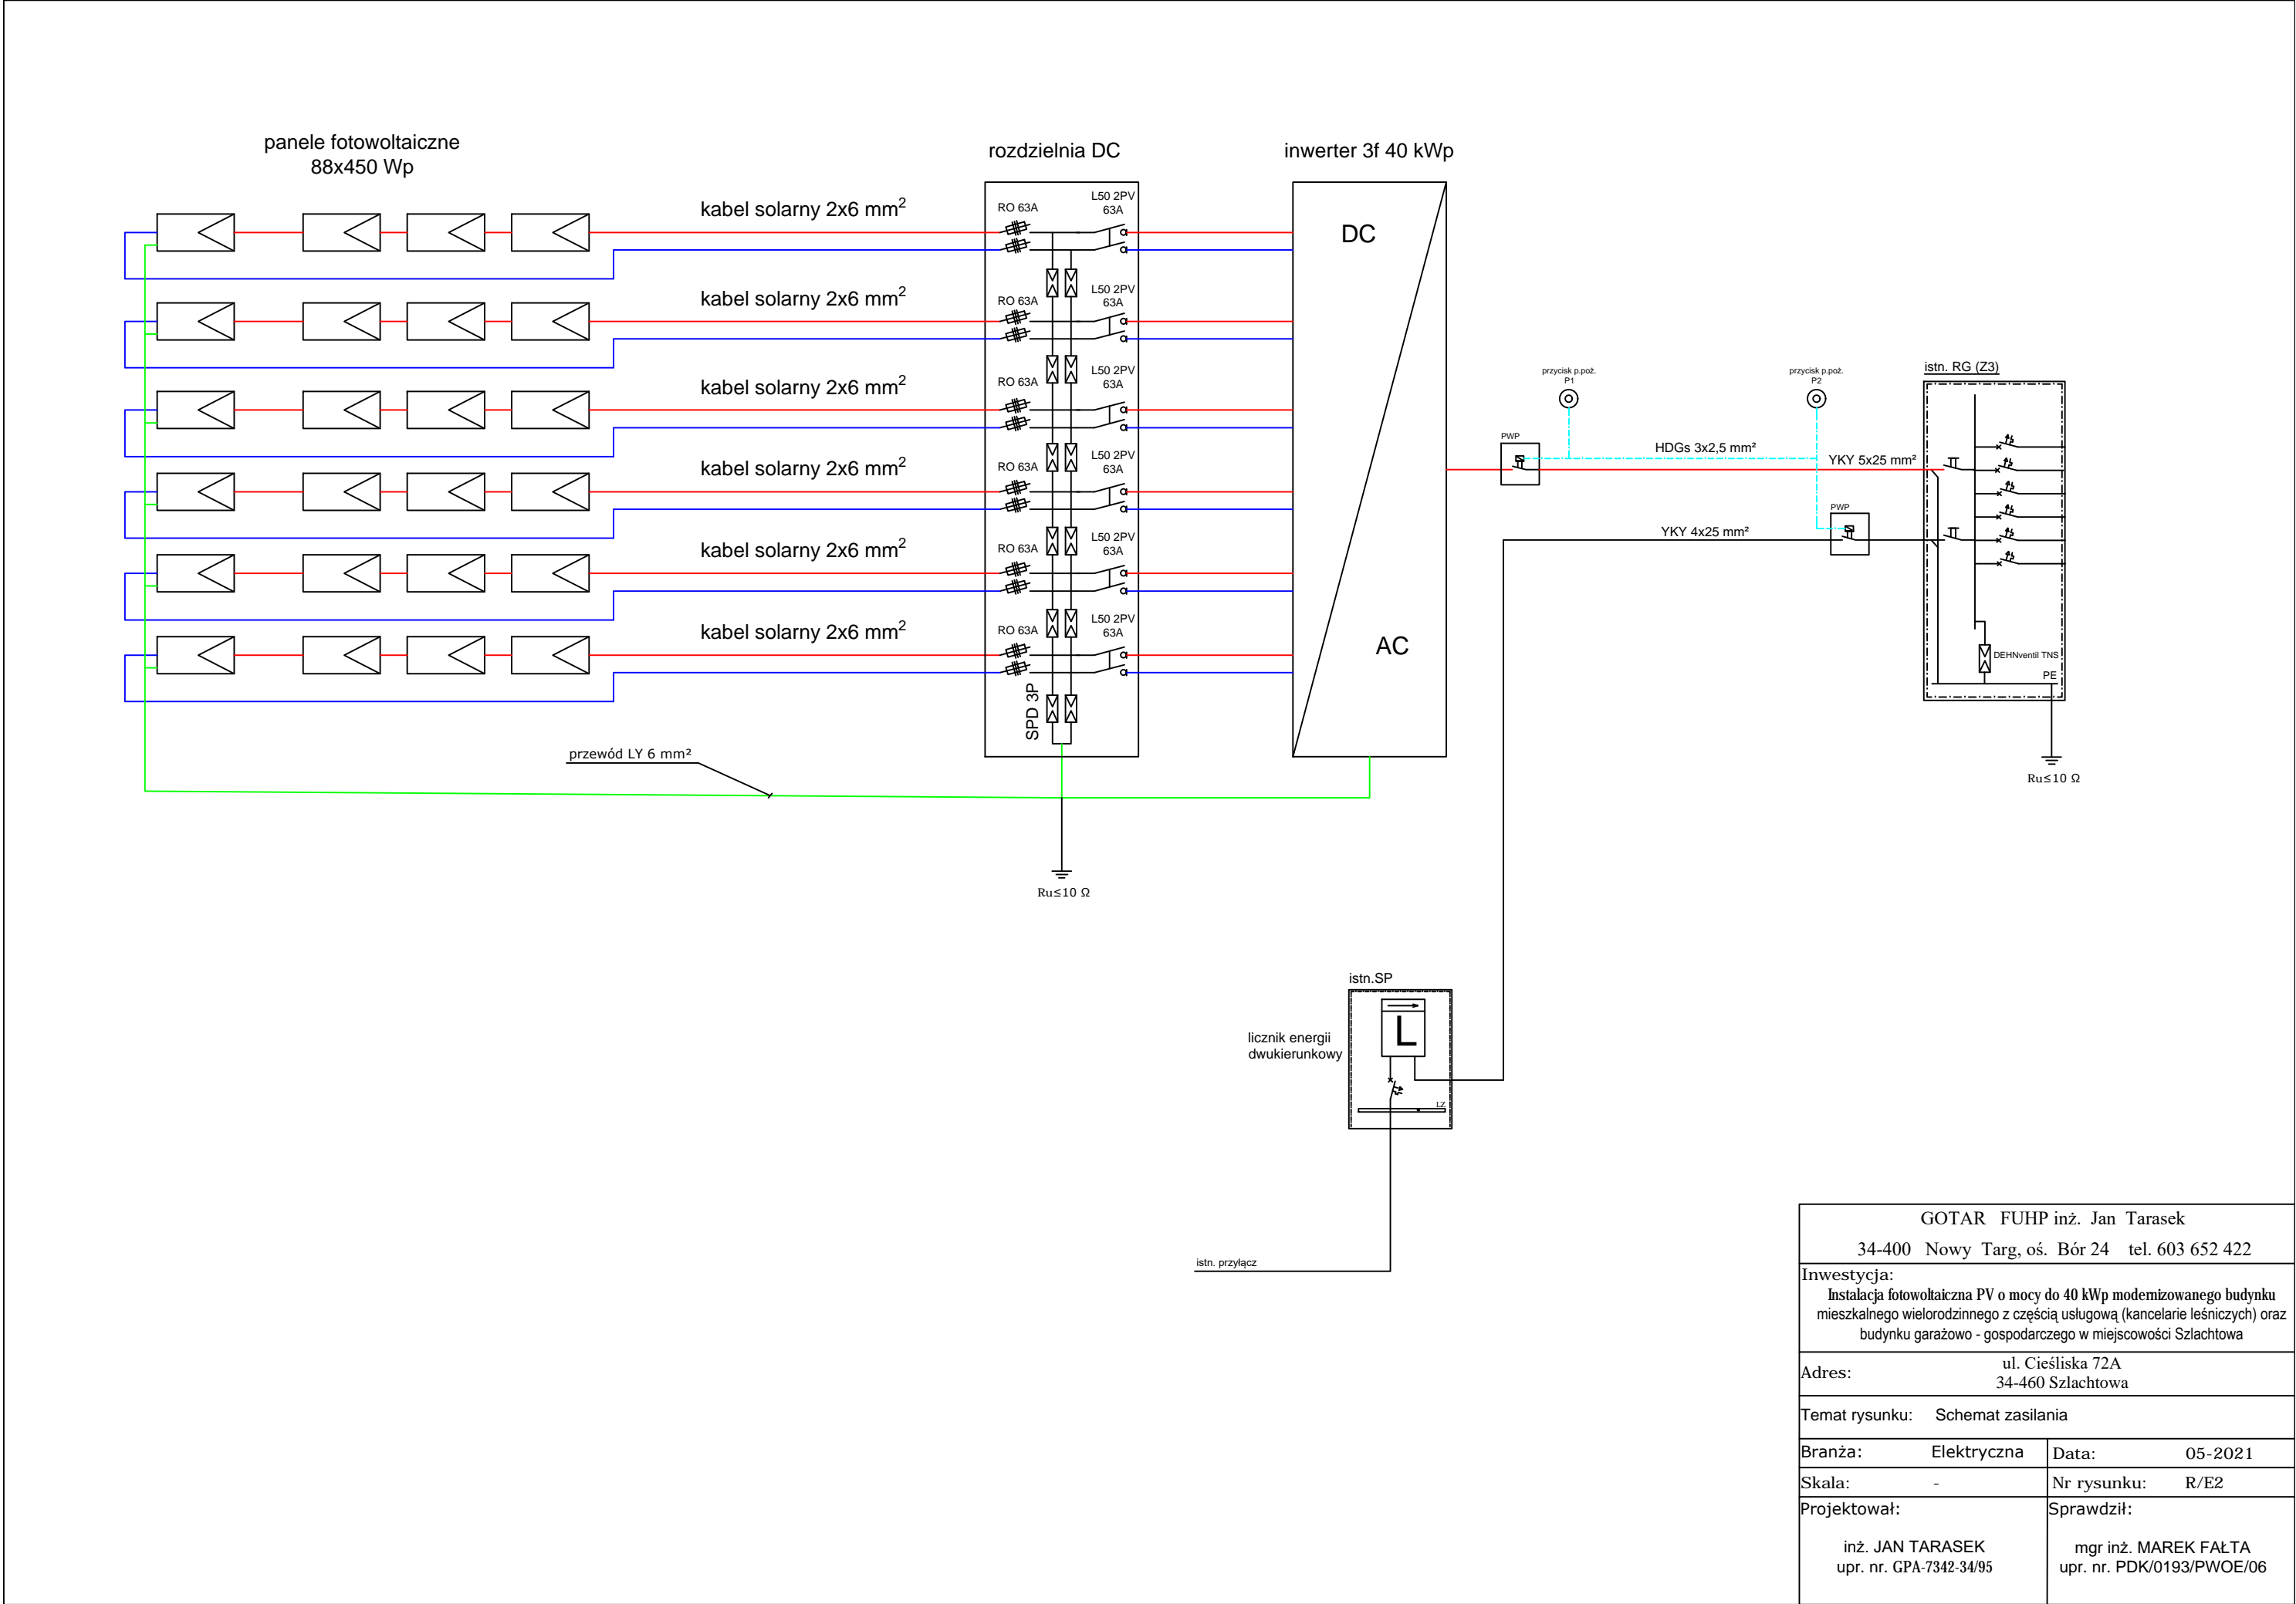 panele fotowoltaiczne
88x450 Wp
rozdzielnia DC
inwerter 3f 40 kWp
kabel solarny 2x6 mm²
RO 63A
L50 2PV
63A
DC
kabel solarny 2x6 mm²
RO 63A
L50 2PV
63A
kabel solarny 2x6 mm²
RO 63A
L50 2PV
63A
kabel solarny 2x6 mm²
RO 63A
L50 2PV
63A
kabel solarny 2x6 mm²
RO 63A
L50 2PV
63A
kabel solarny 2x6 mm²
RO 63A
L50 2PV
63A
AC
SPD 3P
przewód LY 6 mm²
Ru≤10 Ω
przycisk p.poż.
P1
przycisk p.poż.
P2
istn. RG (Z3)
PWP
HDGs 3x2,5 mm²
YKY 5x25 mm²
PWP
YKY 4x25 mm²
DEHNventil TNS
PE
Ru≤10 Ω
istn.SP
L
licznik energii
dwukierunkowy
LZ
istn. przyłącz
GOTAR FUHP inż. Jan Tarasek
34-400 Nowy Targ, oś. Bór 24 tel. 603 652 422
Inwestycja:
Instalacja fotowoltaiczna PV o mocy do 40 kWp modernizowanego budynku
mieszkalnego wielorodzinnego z częścią usługową (kancelarie leśniczych) oraz
budynku garażowo - gospodarczego w miejscowości Szlachtowa
Adres:
ul. Cieśliska 72A
34-460 Szlachtowa
Temat rysunku: Schemat zasilania
Branża: Elektryczna
Data: 05-2021
Skala: -
Nr rysunku: R/E2
Projektował:
inż. JAN TARASEK
upr. nr. GPA-7342-34/95
Sprawdził:
mgr inż. MAREK FAŁTA
upr. nr. PDK/0193/PWOE/06